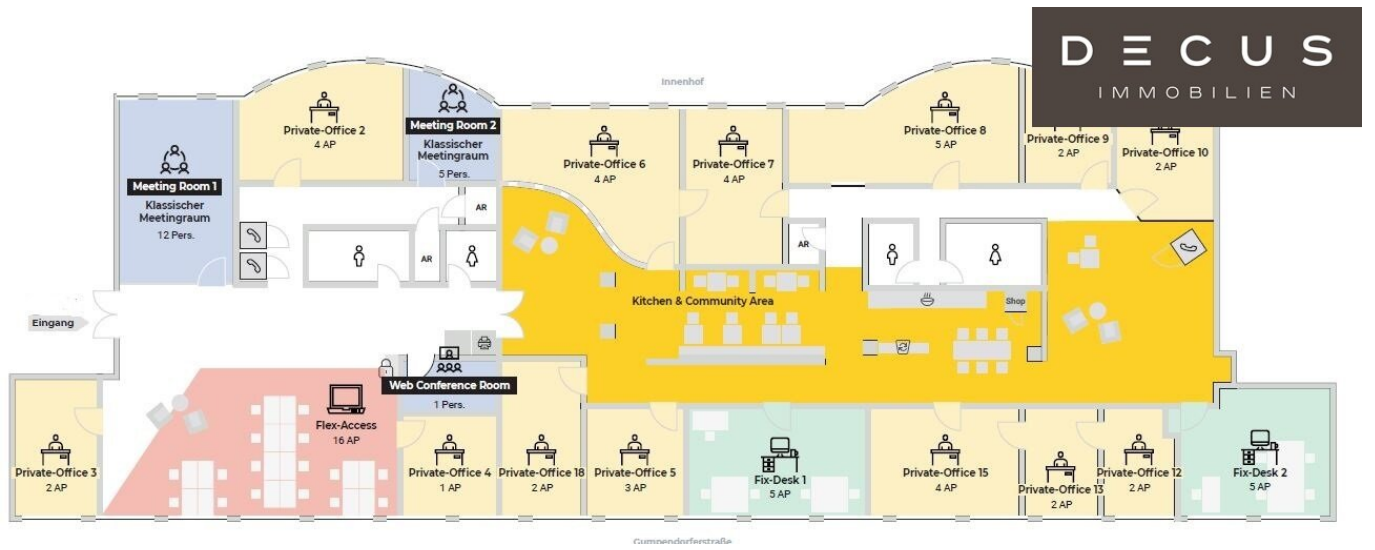 DECUS
IMMOBILIEN
Innenhof
Private-Office 2
4 AP
Meeting Room 2
Klassischer
Meetingraum
5 Pers.
Meeting Room 1
Klassischer
Meetingraum
12 Pers.
Private-Office 6
4 AP
Private-Office 7
4 AP
Private-Office 8
5 AP
Private-Office 9
2 AP
Private-Office 10
2 AP
AR
AR
AR
Kitchen & Community Area
Shop
Eingang
Web Conference Room
1 Pers.
Flex-Access
16 AP
Private-Office 3
2 AP
Private-Office 4
1 AP
Private-Office 18
2 AP
Private-Office 5
3 AP
Fix-Desk 1
5 AP
Private-Office 15
4 AP
Private-Office 13
2 AP
Private-Office 12
2 AP
Fix-Desk 2
5 AP
Gumpendorferstraße